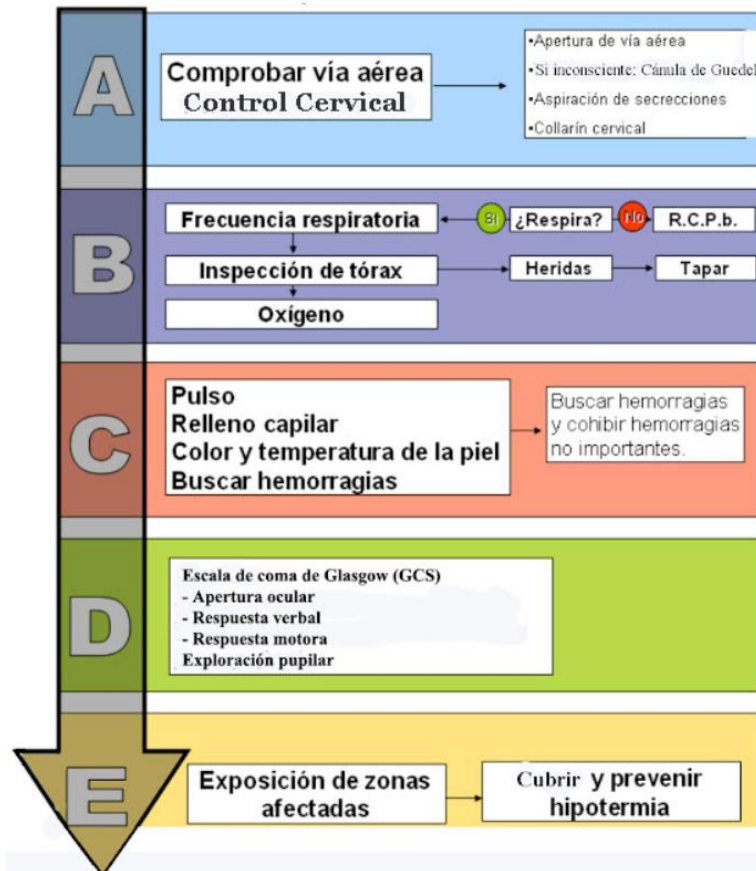 A
Comprobar vía aérea
Control Cervical
•Apertura de vía aérea
•Si inconsciente: Cánula de Guedel
•Aspiración de secrecciones
•Collarín cervical
B
Frecuencia respiratoria
Si
¿Respira?
No
R.C.P.b.
Inspección de tórax
Heridas
Tapar
Oxígeno
C
Pulso
Relleno capilar
Color y temperatura de la piel
Buscar hemorragias
Buscar hemorragias
y cohibir hemorragias
no importantes.
D
Escala de coma de Glasgow (GCS)
- Apertura ocular
- Respuesta verbal
- Respuesta motora
Exploración pupilar
E
Exposición de zonas
afectadas
Cubrir y prevenir
hipotermia